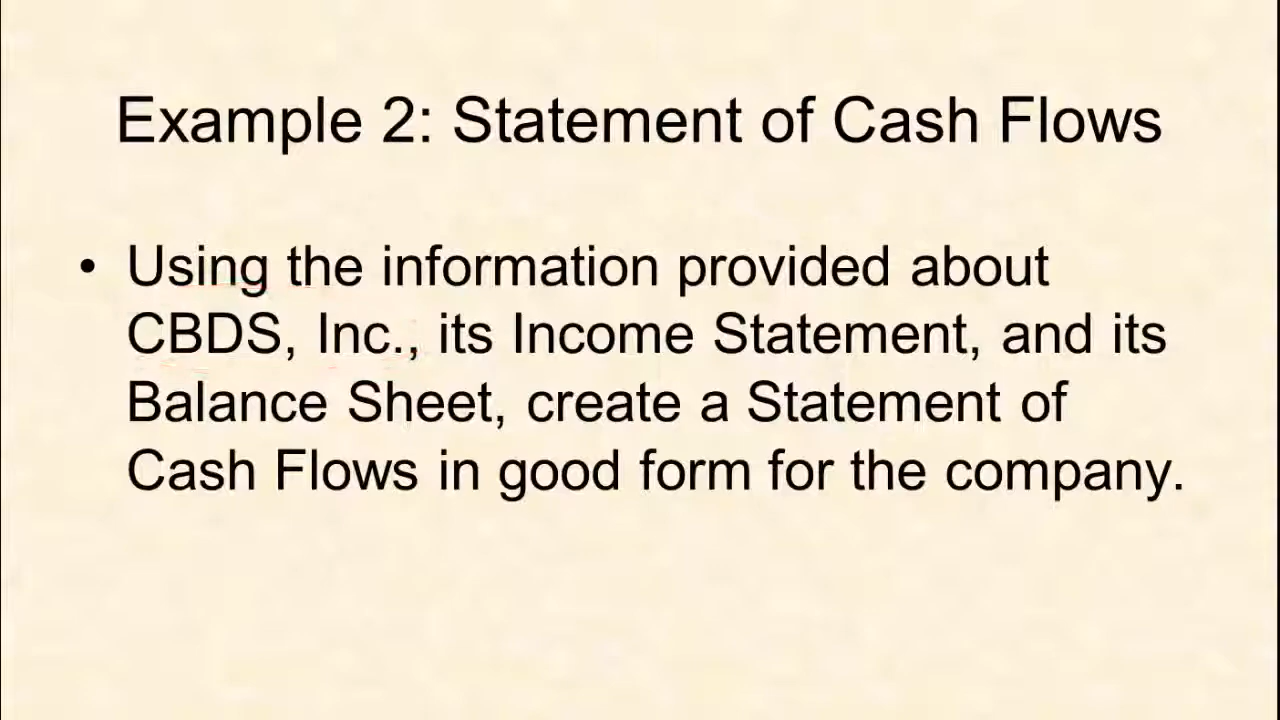 Example 2: Statement of Cash Flows
• Using the information provided about
CBDS, Inc., its Income Statement, and its
Balance Sheet, create a Statement of
Cash Flows in good form for the company.